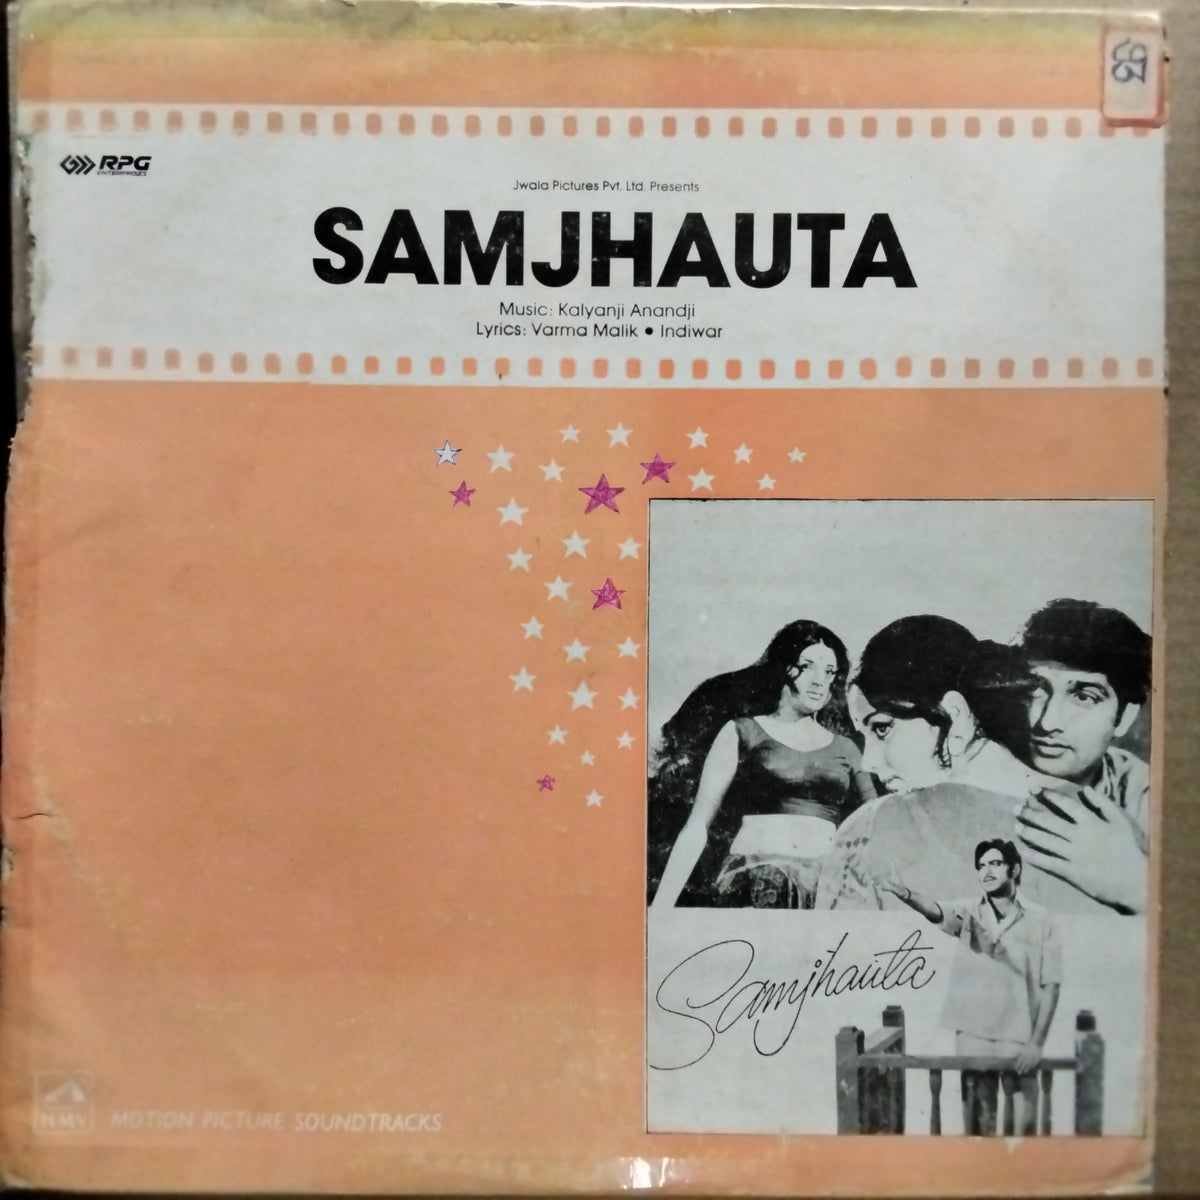 RPG
ENTERPRISES
Jwala Pictures Pvt. Ltd. Presents
SAMJHAUTA
Music: Kalyanji Anandji
Lyrics: Varma Malik • Indiwar
Samjhauta
HMV
MOTION PICTURE SOUNDTRACKS